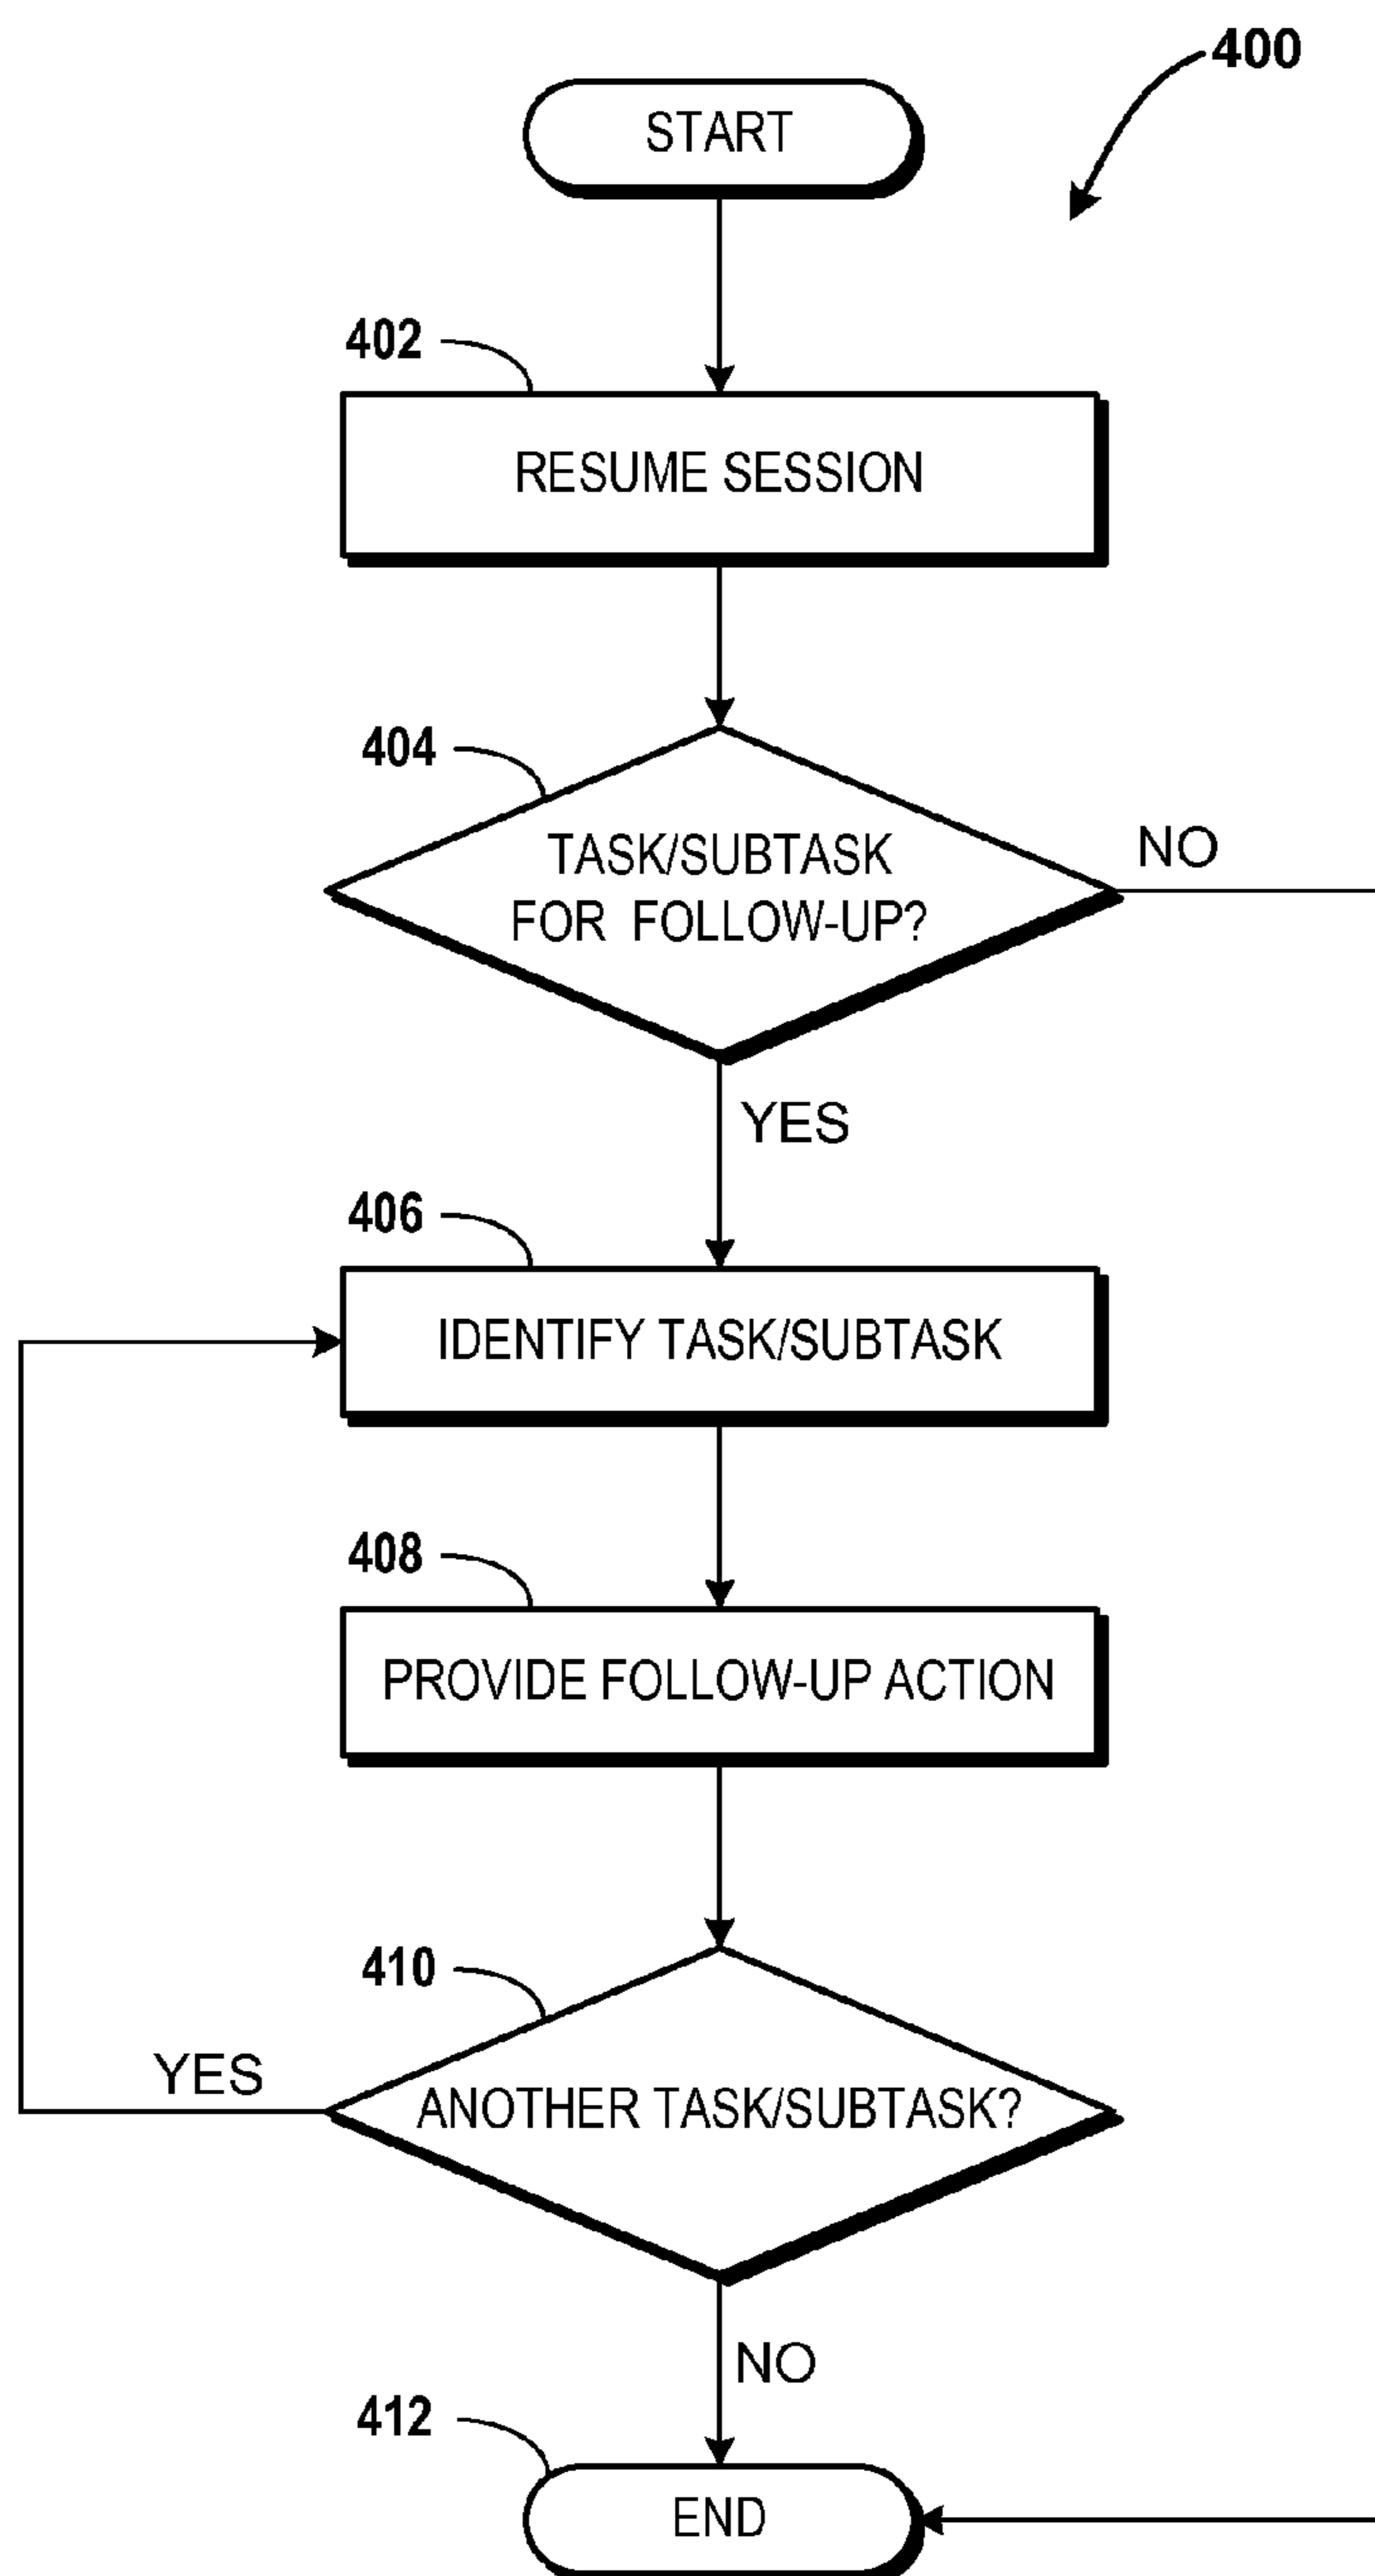 400
START
402
RESUME SESSION
404
TASK/SUBTASK
FOR FOLLOW-UP?
NO
YES
406
IDENTIFY TASK/SUBTASK
408
PROVIDE FOLLOW-UP ACTION
410
YES
ANOTHER TASK/SUBTASK?
NO
412
END